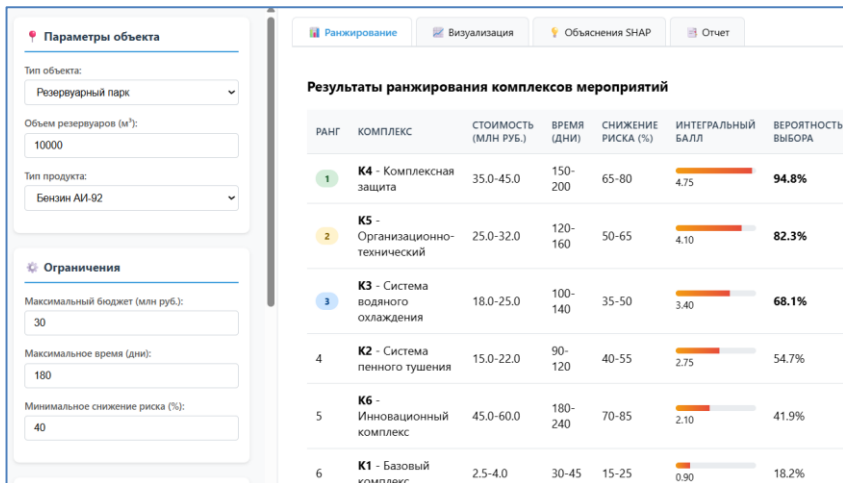 Параметры объекта
Тип объекта:
Резервуарный парк
Объем резервуаров (м³):
10000
Тип продукта:
Бензин АИ-92
Ограничения
Максимальный бюджет (млн руб.):
30
Максимальное время (дни):
180
Минимальное снижение риска (%):
40
Ранжирование
Визуализация
Объяснения SHAP
Отчет
Результаты ранжирования комплексов мероприятий
РАНГ КОМПЛЕКС СТОИМОСТЬ (МЛН РУБ.) ВРЕМЯ (ДНИ) СНИЖЕНИЕ РИСКА (%) ИНТЕГРАЛЬНЫЙ БАЛЛ ВЕРОЯТНОСТЬ ВЫБОРА
1 К4 - Комплексная защита 35.0-45.0 150-200 65-80 4.75 94.8%
2 К5 - Организационно-технический 25.0-32.0 120-160 50-65 4.10 82.3%
3 К3 - Система водяного охлаждения 18.0-25.0 100-140 35-50 3.40 68.1%
4 К2 - Система пенного тушения 15.0-22.0 90-120 40-55 2.75 54.7%
5 К6 - Инновационный комплекс 45.0-60.0 180-240 70-85 2.10 41.9%
6 К1 - Базовый комплекс 2.5-4.0 30-45 15-25 0.90 18.2%